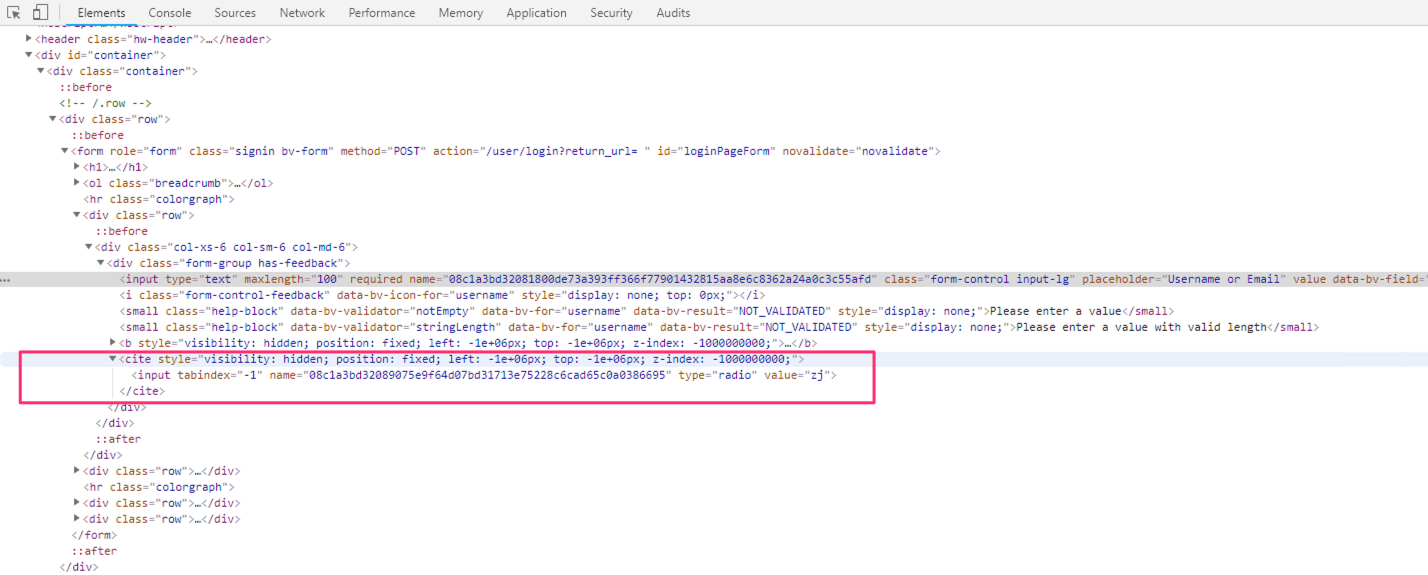 Elements Console Sources Network Performance Memory Application Security Audits
<header class="hw-header">…</header>
<div id="container">
<div class="container">
::before
<!-- /.row -->
<div class="row">
::before
<form role="form" class="signin bv-form" method="POST" action="/user/login?return_url= " id="loginPageForm" novalidate="novalidate">
<h1>…</h1>
<ol class="breadcrumb">…</ol>
<hr class="colorgraph">
<div class="row">
::before
<div class="col-xs-6 col-sm-6 col-md-6">
<div class="form-group has-feedback">
... <input type="text" maxlength="100" required name="08c1a3bd32081800de73a393ff366f77901432815aa8e6c8362a24a0c3c55afd" class="form-control input-lg" placeholder="Username or Email" value data-bv-field="
<i class="form-control-feedback" data-bv-icon-for="username" style="display: none; top: 0px;"></i>
<small class="help-block" data-bv-validator="notEmpty" data-bv-for="username" data-bv-result="NOT_VALIDATED" style="display: none;">Please enter a value</small>
<small class="help-block" data-bv-validator="stringLength" data-bv-for="username" data-bv-result="NOT_VALIDATED" style="display: none;">Please enter a value with valid length</small>
<b style="visibility: hidden; position: fixed; left: -1e+06px; top: -1e+06px; z-index: -1000000000;">…</b>
<cite style="visibility: hidden; position: fixed; left: -1e+06px; top: -1e+06px; z-index: -1000000000;">
<input tabindex="-1" name="08c1a3bd32089075e9f64d07bd31713e75228c6cad65c0a0386695" type="radio" value="zj">
</cite>
</div>
</div>
::after
</div>
<div class="row">…</div>
<hr class="colorgraph">
<div class="row">…</div>
<div class="row">…</div>
</form>
::after
</div>